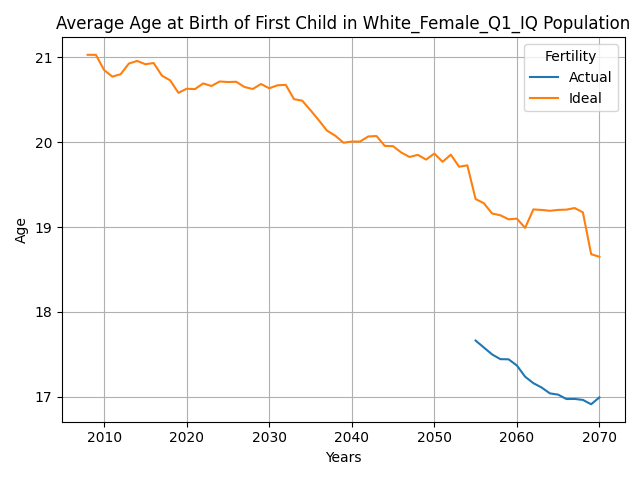 Average Age at Birth of First Child in White_Female_Q1_IQ Population
Fertility
Actual
Ideal
Age
21
20
19
18
17
2010 2020 2030 2040 2050 2060 2070
Years